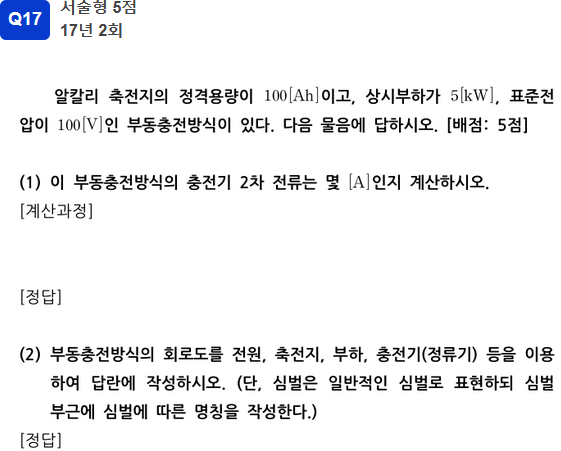 Q17
서술형 5점
17년 2회
알칼리 축전지의 정격용량이 100[Ah]이고, 상시부하가 5[kW], 표준전
압이 100[V]인 부동충전방식이 있다. 다음 물음에 답하시오. [배점: 5점]
(1) 이 부동충전방식의 충전기 2차 전류는 몇 [A]인지 계산하시오.
[계산과정]
[정답]
(2) 부동충전방식의 회로도를 전원, 축전지, 부하, 충전기(정류기) 등을 이용
하여 답란에 작성하시오. (단, 심벌은 일반적인 심벌로 표현하되 심벌
부근에 심벌에 따른 명칭을 작성한다.)
[정답]